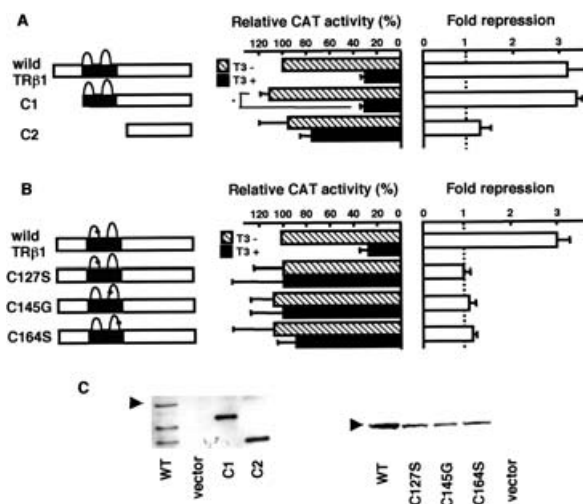 A
Relative CAT activity (%)
Fold repression
120 100 80 60 40 20 0
0 1 2 3
wild
TRβ1
C1
C2
T3 -
T3 +
*
B
Relative CAT activity (%)
Fold repression
120 100 80 60 40 20 0
0 1 2 3
wild
TRβ1
C127S
C145G
C164S
T3 -
T3 +
C
WT
vector
C1
C2
WT
C127S
C145G
C164S
vector